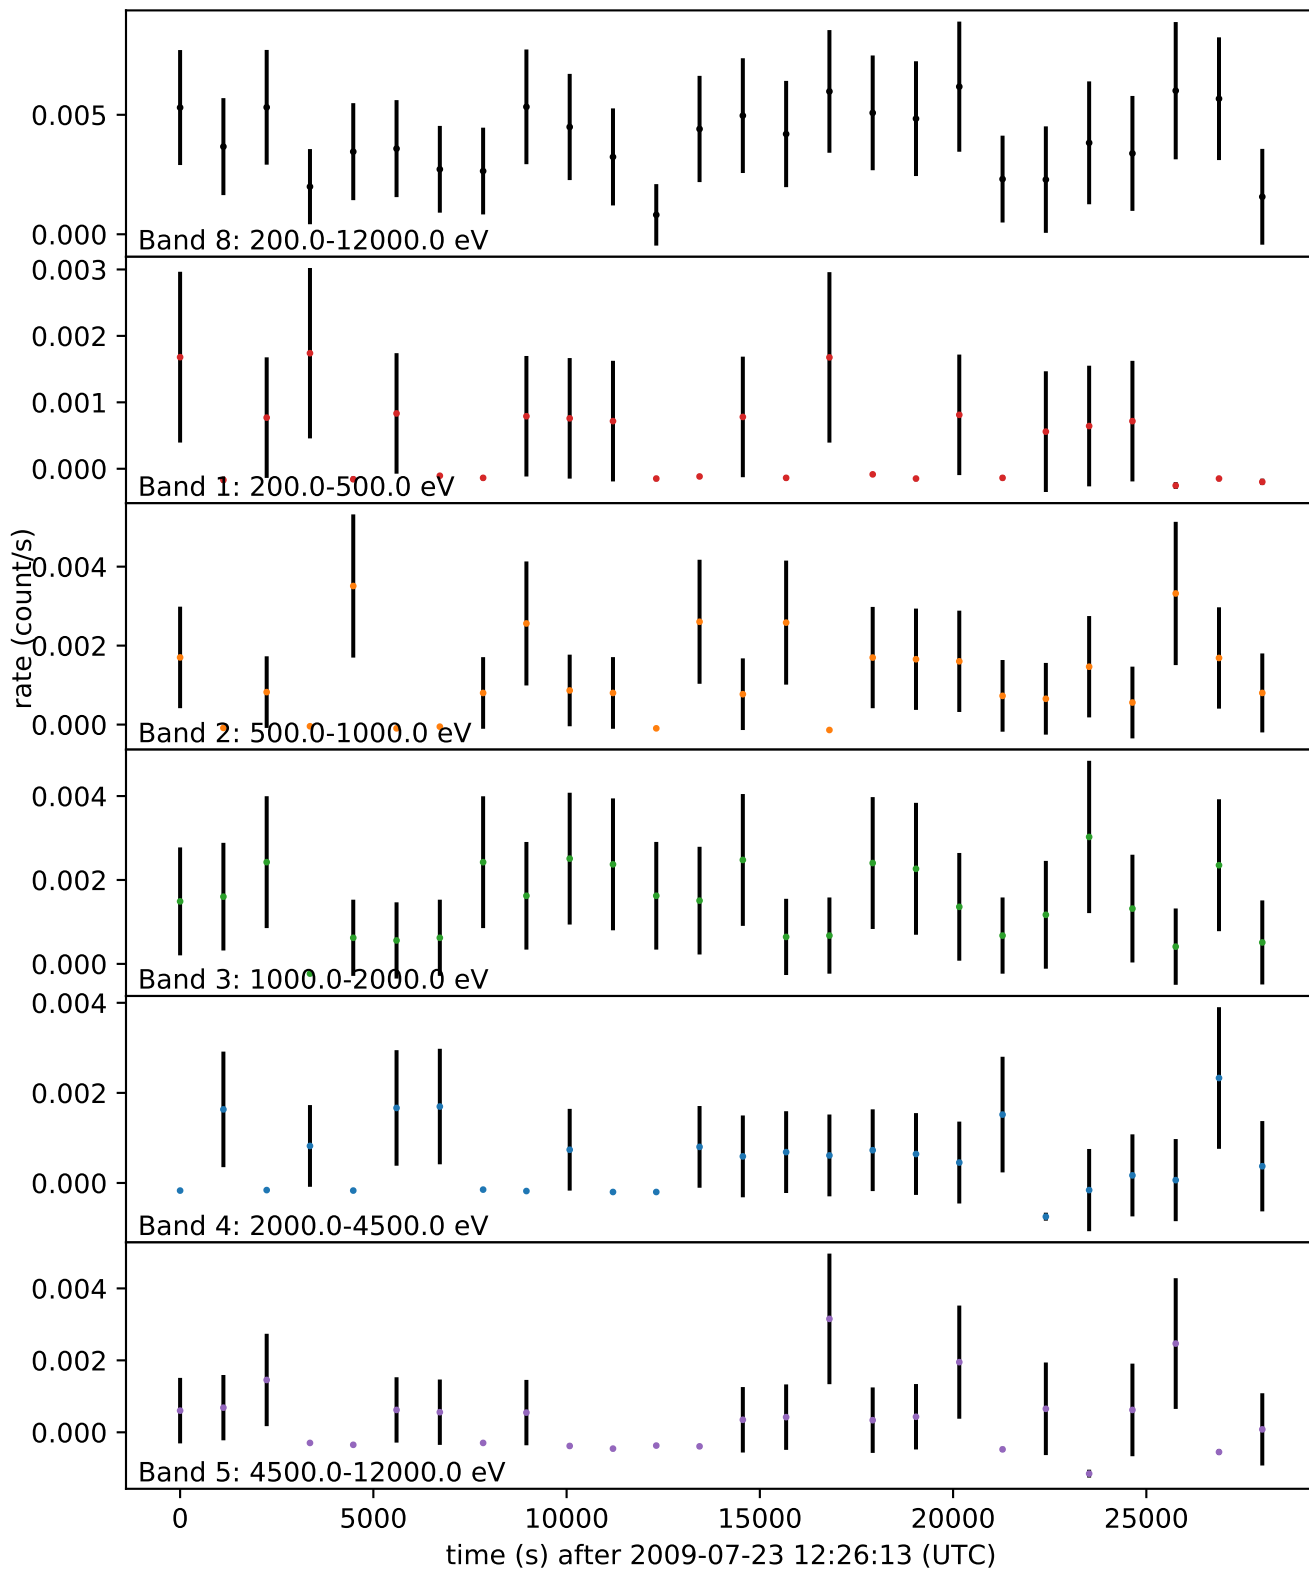 0.005
0.000
Band 8: 200.0-12000.0 eV
0.003
0.002
0.001
0.000
Band 1: 200.0-500.0 eV
rate (count/s)
0.004
0.002
0.000
Band 2: 500.0-1000.0 eV
0.004
0.002
0.000
Band 3: 1000.0-2000.0 eV
0.004
0.002
0.000
Band 4: 2000.0-4500.0 eV
0.004
0.002
0.000
Band 5: 4500.0-12000.0 eV
0 5000 10000 15000 20000 25000
time (s) after 2009-07-23 12:26:13 (UTC)